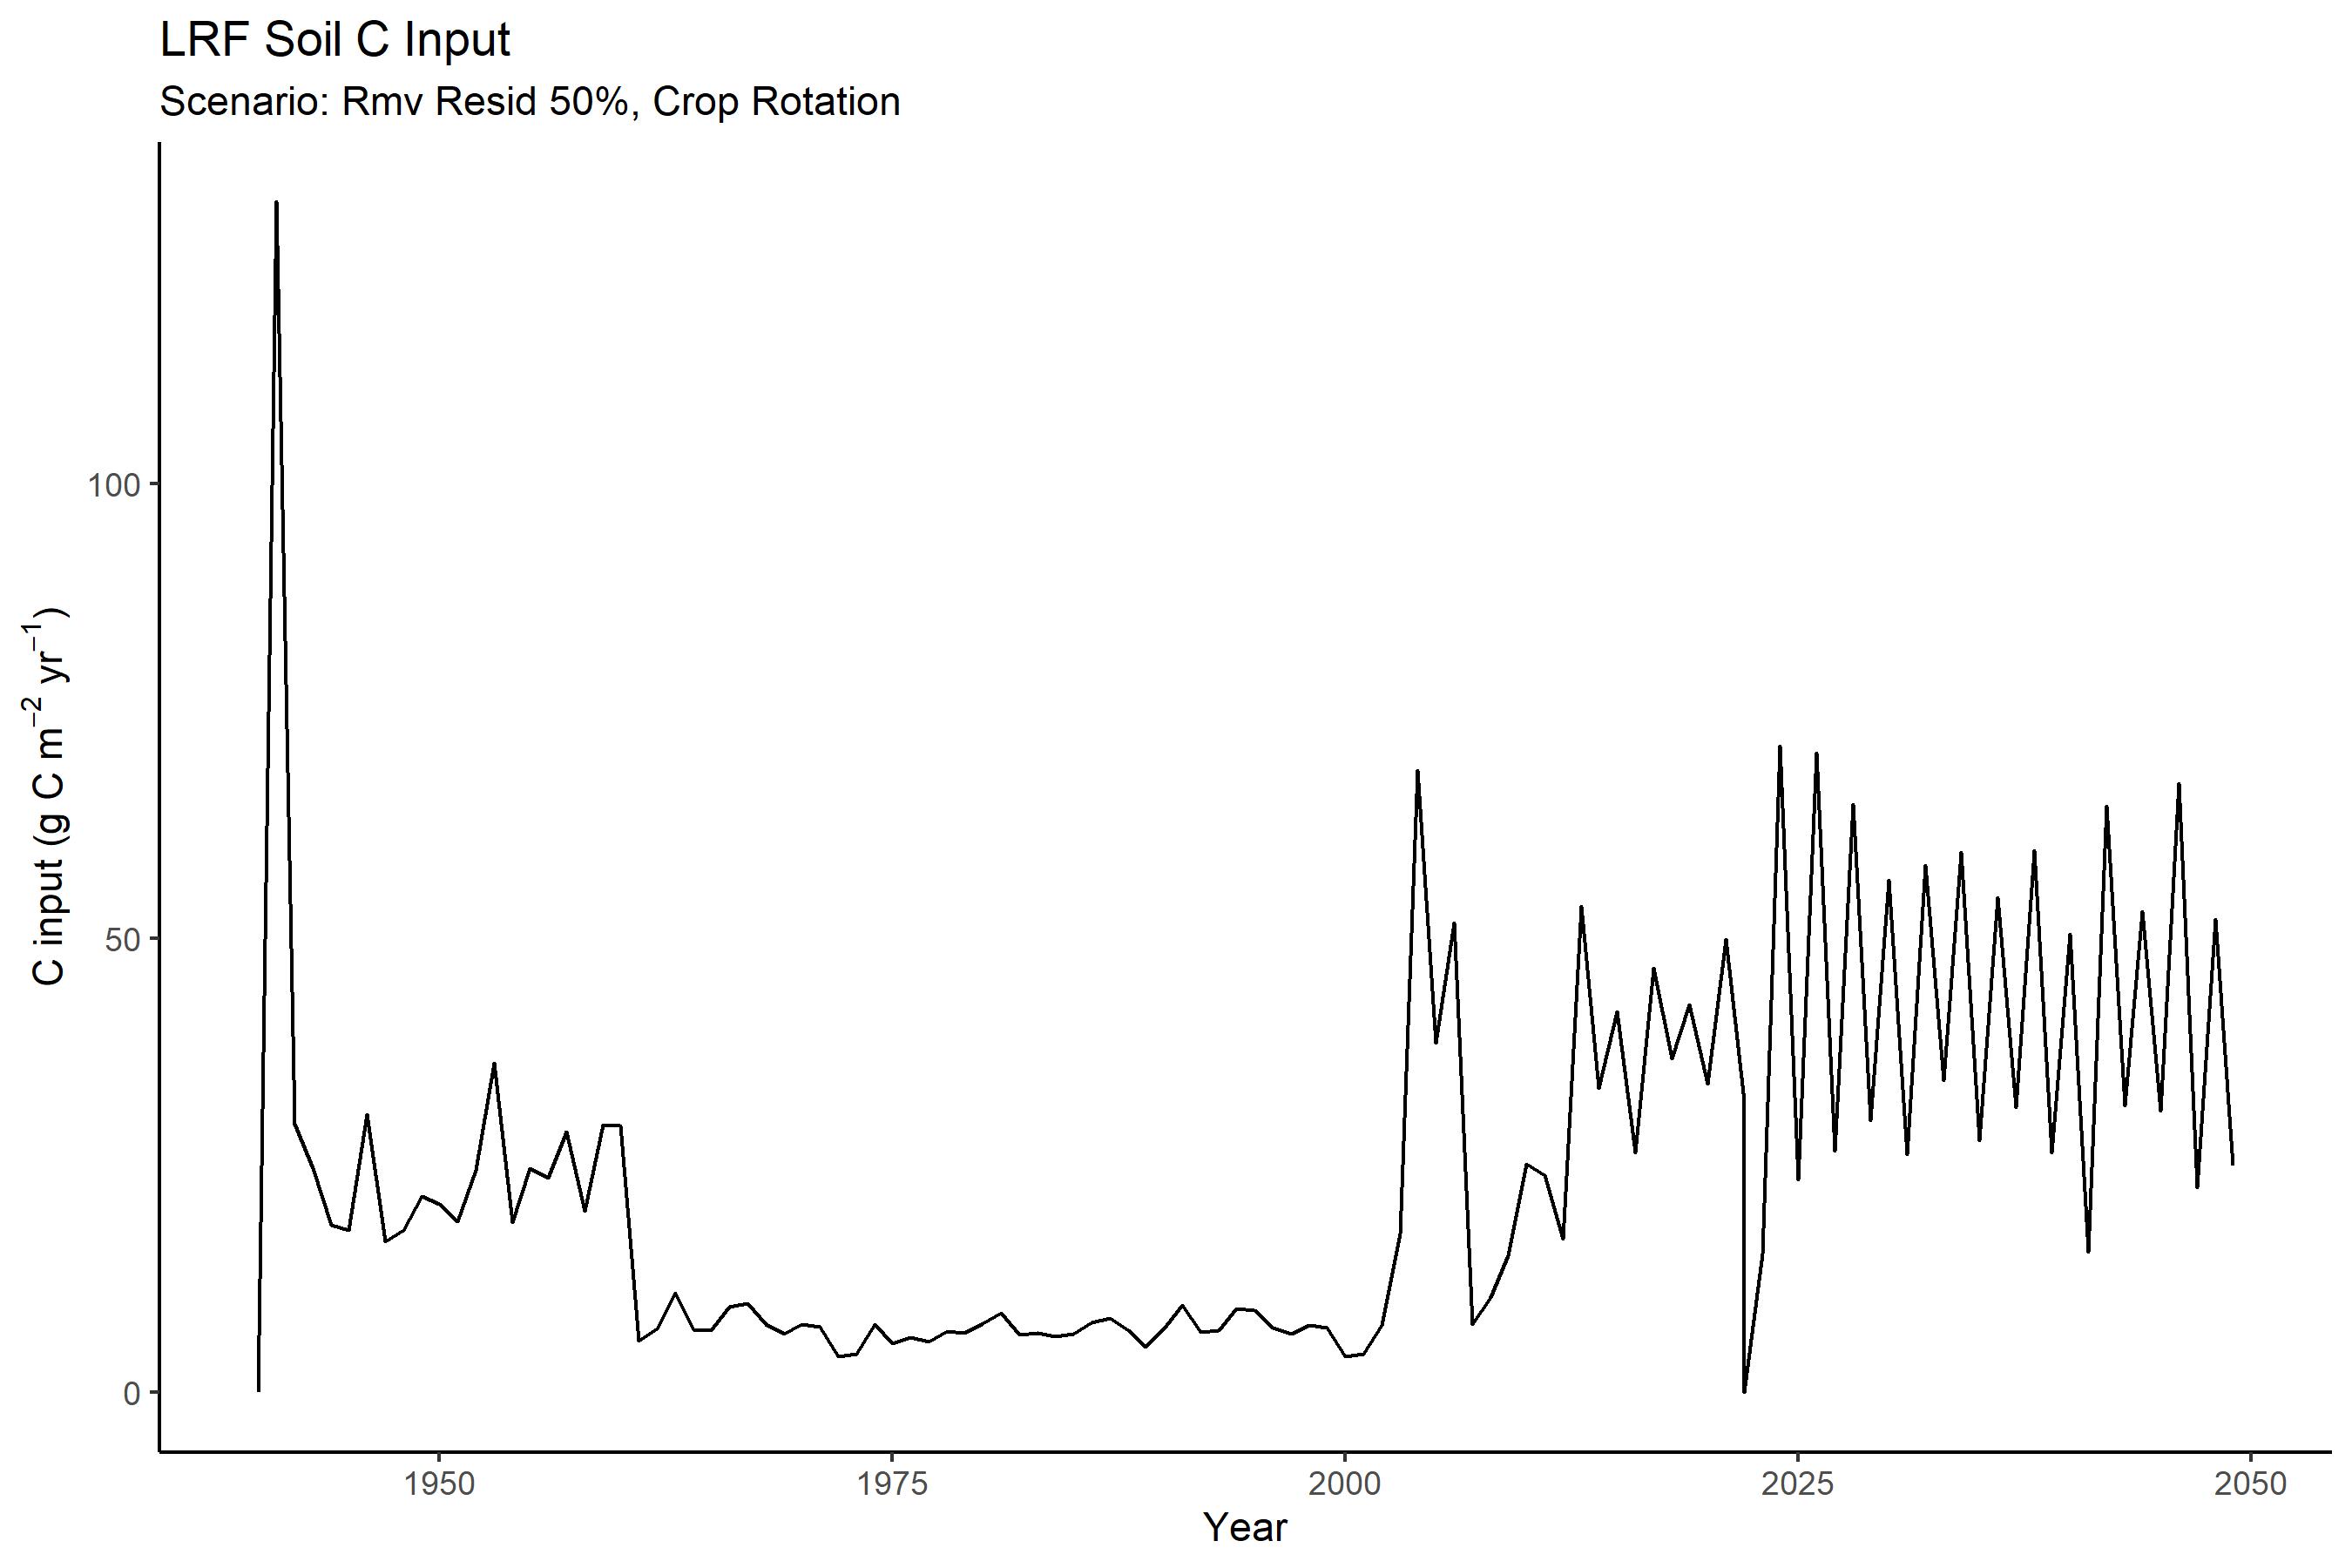 LRF Soil C Input
Scenario: Rmv Resid 50%, Crop Rotation
C input (g C m⁻² yr⁻¹)
100
50
0
1950 1975 2000 2025 2050
Year